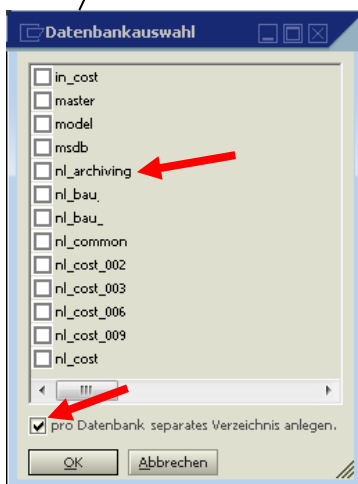 Datenbankauswahl
in_cost
master
model
msdb
nl_archiving
nl_bau
nl_bau_
nl_common
nl_cost_002
nl_cost_003
nl_cost_006
nl_cost_009
nl_cost
pro Datenbank separates Verzeichnis anlegen.
OK Abbrechen